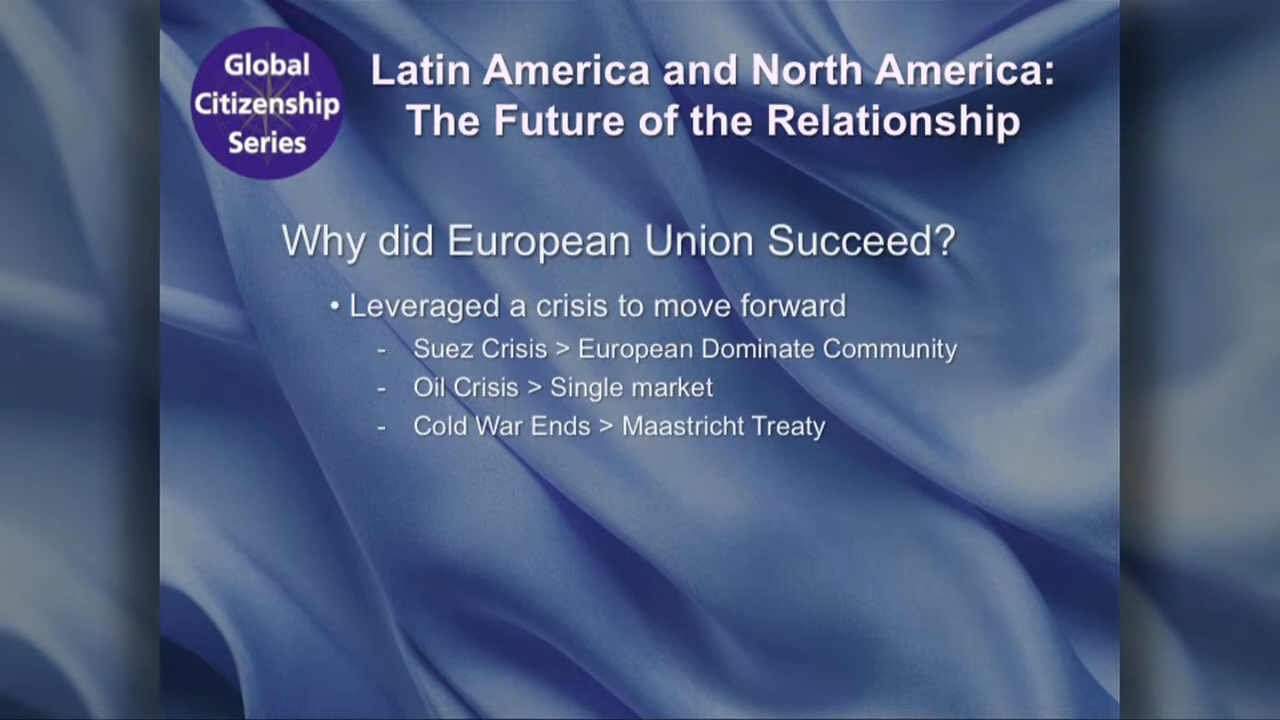 Global
Citizenship
Series
Latin America and North America:
The Future of the Relationship
Why did European Union Succeed?
• Leveraged a crisis to move forward
- Suez Crisis > European Dominate Community
- Oil Crisis > Single market
- Cold War Ends > Maastricht Treaty